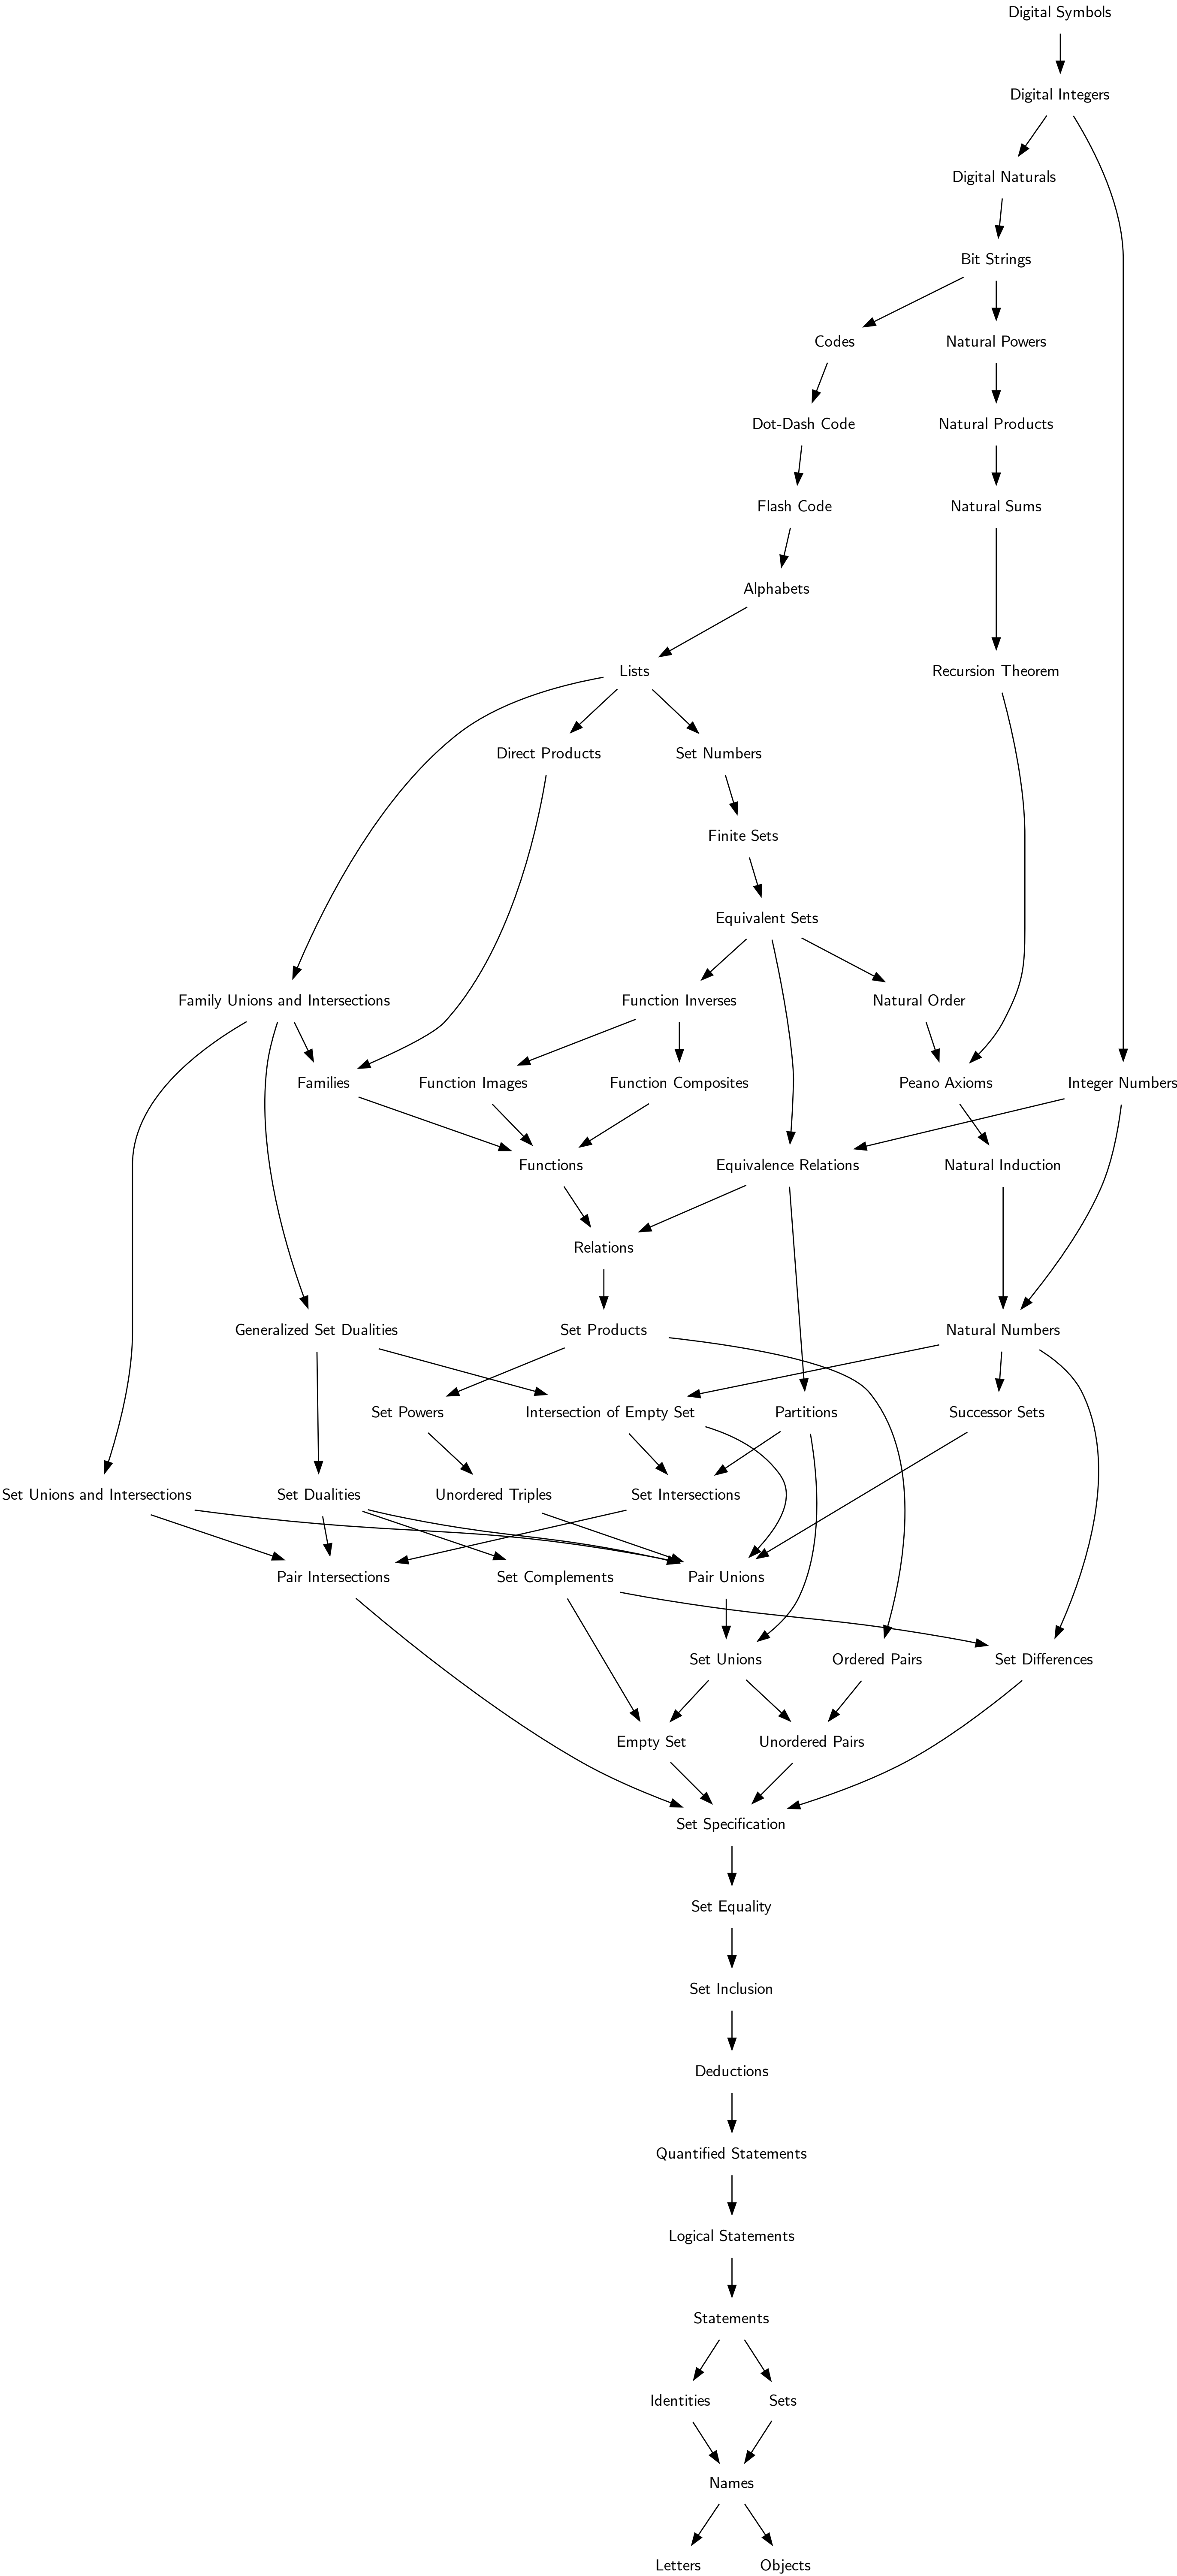 Digital Symbols
Digital Integers
Digital Naturals
Bit Strings
Codes
Natural Powers
Dot-Dash Code
Natural Products
Flash Code
Natural Sums
Alphabets
Lists
Recursion Theorem
Direct Products
Set Numbers
Finite Sets
Equivalent Sets
Family Unions and Intersections
Function Inverses
Natural Order
Families
Function Images
Function Composites
Peano Axioms
Integer Numbers
Functions
Equivalence Relations
Natural Induction
Relations
Generalized Set Dualities
Set Products
Natural Numbers
Set Powers
Intersection of Empty Set
Partitions
Successor Sets
Set Unions and Intersections
Set Dualities
Unordered Triples
Set Intersections
Pair Intersections
Set Complements
Pair Unions
Set Unions
Ordered Pairs
Set Differences
Empty Set
Unordered Pairs
Set Specification
Set Equality
Set Inclusion
Deductions
Quantified Statements
Logical Statements
Statements
Identities
Sets
Names
Letters
Objects